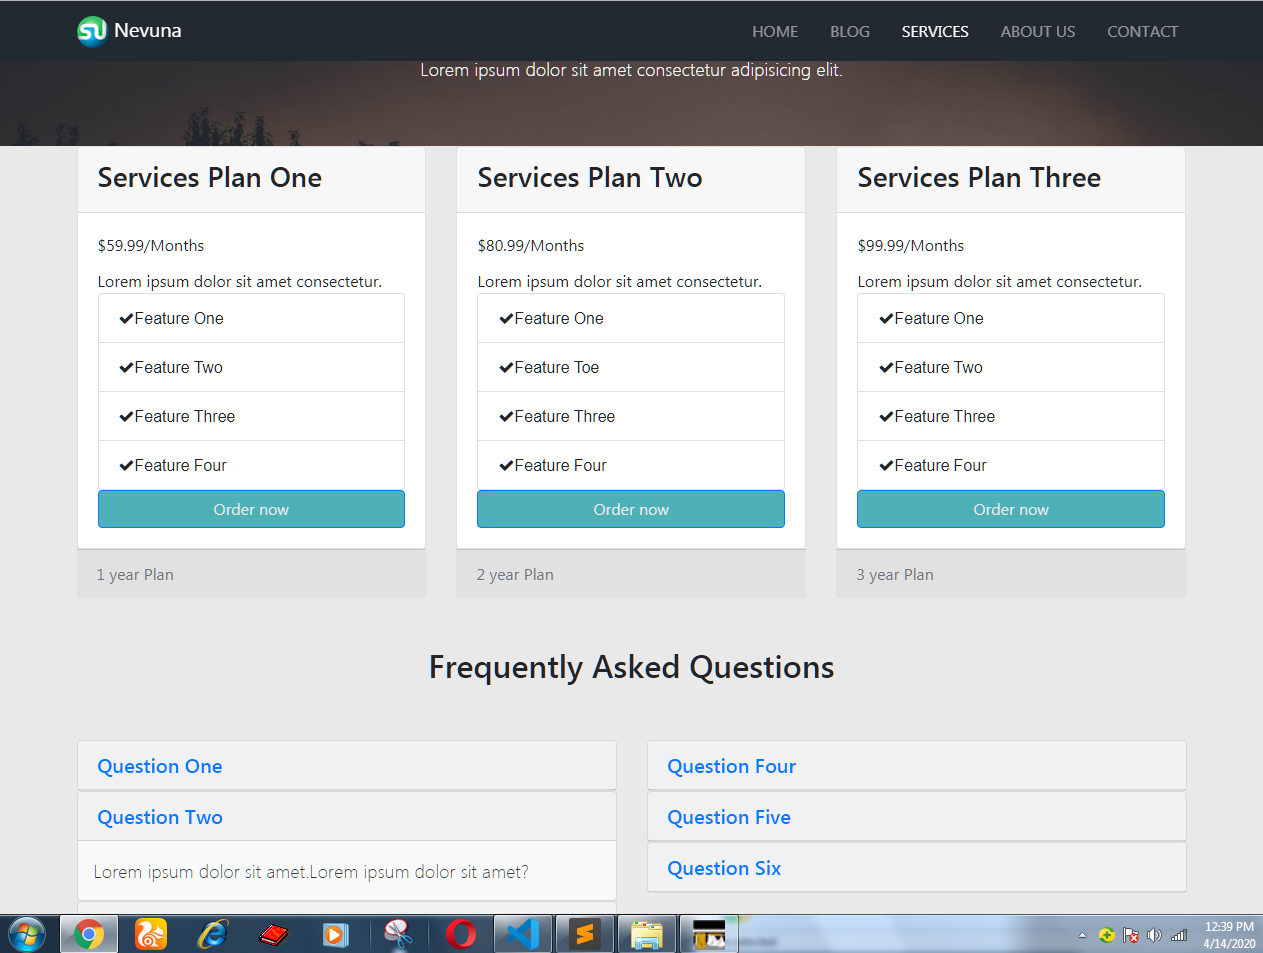 Nevuna
HOME BLOG SERVICES ABOUT US CONTACT
Lorem ipsum dolor sit amet consectetur adipisicing elit.
Services Plan One
$59.99/Months
Lorem ipsum dolor sit amet consectetur.
Feature One
Feature Two
Feature Three
Feature Four
Order now
1 year Plan
Services Plan Two
$80.99/Months
Lorem ipsum dolor sit amet consectetur.
Feature One
Feature Toe
Feature Three
Feature Four
Order now
2 year Plan
Services Plan Three
$99.99/Months
Lorem ipsum dolor sit amet consectetur.
Feature One
Feature Two
Feature Three
Feature Four
Order now
3 year Plan
Frequently Asked Questions
Question One
Question Two
Lorem ipsum dolor sit amet.Lorem ipsum dolor sit amet?
Question Four
Question Five
Question Six
12:39 PM
4/14/2020